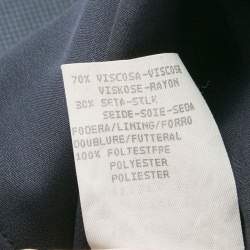 70% VISCOSA-VISCOSE
VISKOSE-RAYON
30% SETA-SILK
SEIDE-SOIE-SEDA
FODERA/LINING/FORRO
DOUBLURE/FUTTERAL
100% POLIESTERE
POLYESTER
POLIESTER